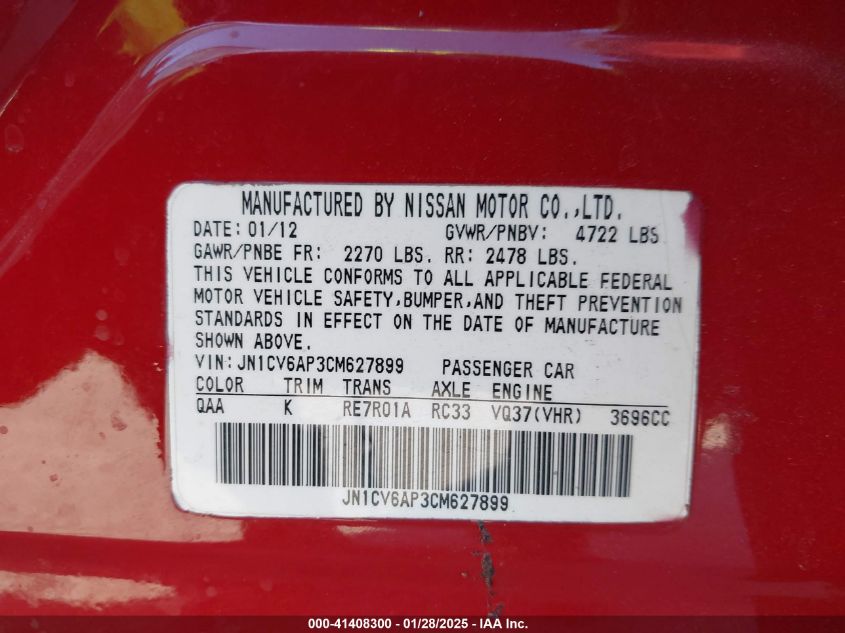 MANUFACTURED BY NISSAN MOTOR CO.,LTD.
DATE: 01/12 GVWR/PNBV: 4722 LBS
GAWR/PNBE FR: 2270 LBS. RR: 2478 LBS.
THIS VEHICLE CONFORMS TO ALL APPLICABLE FEDERAL
MOTOR VEHICLE SAFETY,BUMPER,AND THEFT PREVENTION
STANDARDS IN EFFECT ON THE DATE OF MANUFACTURE
SHOWN ABOVE.
VIN:JN1CV6AP3CM627899 PASSENGER CAR
COLOR TRIM TRANS AXLE ENGINE
QAA K RE7R01A RC33 VQ37(VHR) 3696CC
JN1CV6AP3CM627899
000-41408300 - 01/28/2025 - IAA Inc.